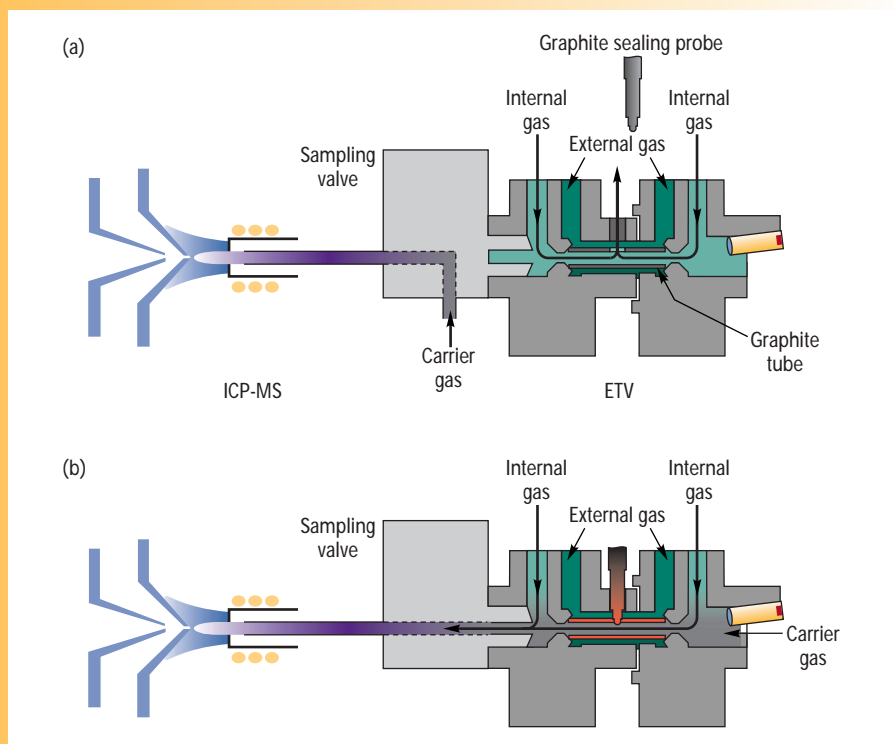 (a)
Graphite sealing probe
Internal
gas
Internal
gas
External gas
Sampling
valve
Carrier
gas
Graphite
tube
ICP-MS
ETV
(b)
Internal
gas
Internal
gas
External gas
Sampling
valve
Carrier
gas